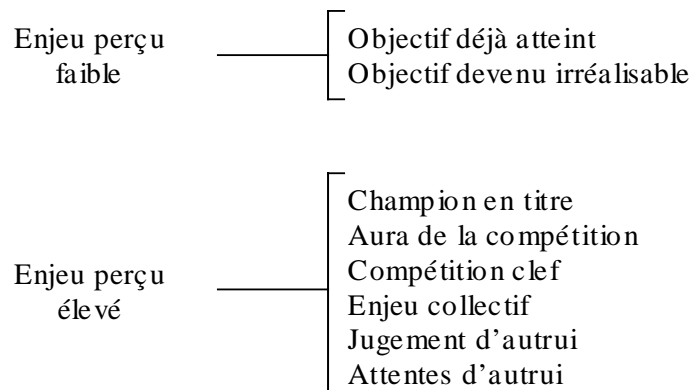 Enjeu perçu
faible
Objectif déjà atteint
Objectif devenu irréalisable
Enjeu perçu
élevé
Champion en titre
Aura de la compétition
Compétition clef
Enjeu collectif
Jugement d’autrui
Attentes d’autrui